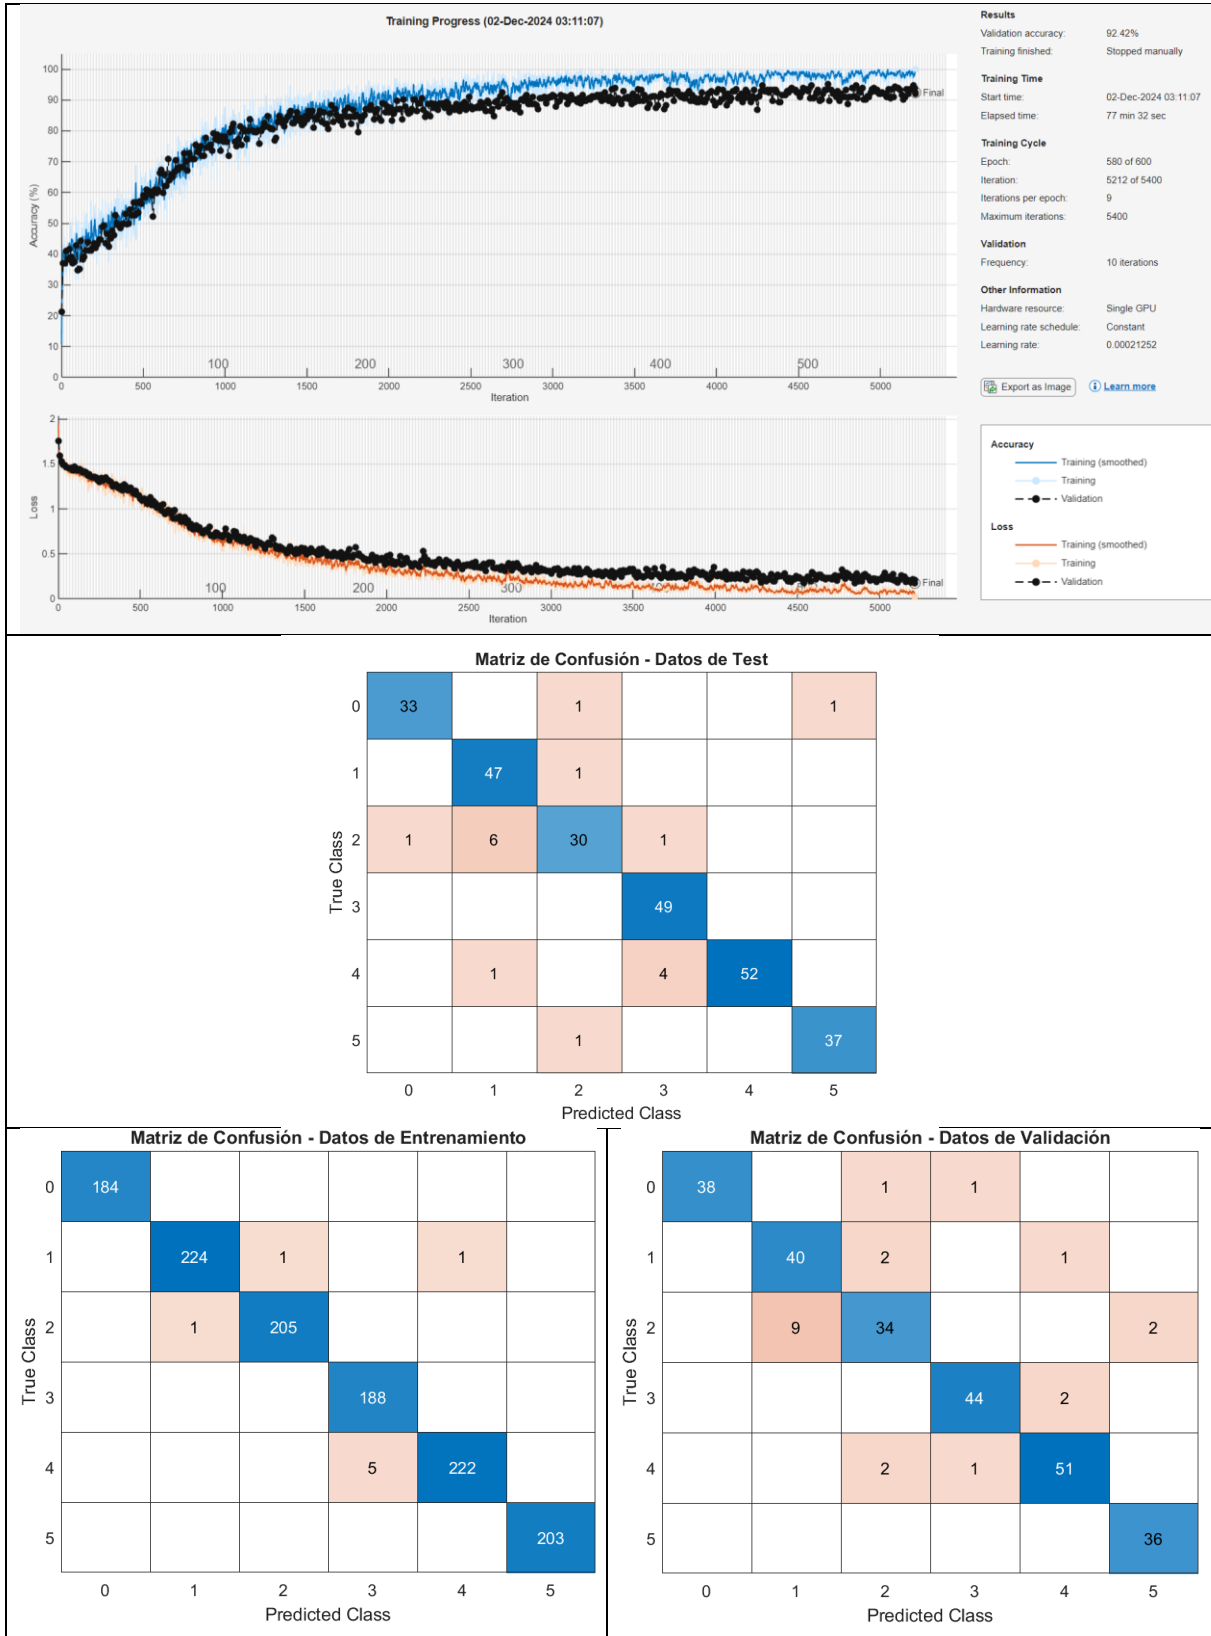 Training Progress (02-Dec-2024 03:11:07)
Accuracy (%)
100
90
80
70
60
50
40
30
20
10
0
Final
100 200 300 400 500
0 500 1000 1500 2000 2500 3000 3500 4000 4500 5000
Iteration
Loss
2
1.5
1
0.5
0
Final
100 200 300
0 500 1000 1500 2000 2500 3000 3500 4000 4500 5000
Iteration
Results
Validation accuracy: 92.42%
Training finished: Stopped manually
Training Time
Start time: 02-Dec-2024 03:11:07
Elapsed time: 77 min 32 sec
Training Cycle
Epoch: 580 of 600
Iteration: 5212 of 5400
Iterations per epoch: 9
Maximum iterations: 5400
Validation
Frequency: 10 iterations
Other Information
Hardware resource: Single GPU
Learning rate schedule: Constant
Learning rate: 0.00021252
Export as Image
i Learn more
Accuracy
Training (smoothed)
Training
Validation
Loss
Training (smoothed)
Training
Validation
Matriz de Confusión - Datos de Test
True Class
0 33 1 1
1 47 1
2 1 6 30 1
3 49
4 1 4 52
5 1 37
0 1 2 3 4 5
Predicted Class
Matriz de Confusión - Datos de Entrenamiento
True Class
0 184
1 224 1 1
2 1 205
3 188
4 5 222
5 203
0 1 2 3 4 5
Predicted Class
Matriz de Confusión - Datos de Validación
True Class
0 38 1 1
1 40 2 1
2 9 34 2
3 44 2
4 2 1 51
5 36
0 1 2 3 4 5
Predicted Class